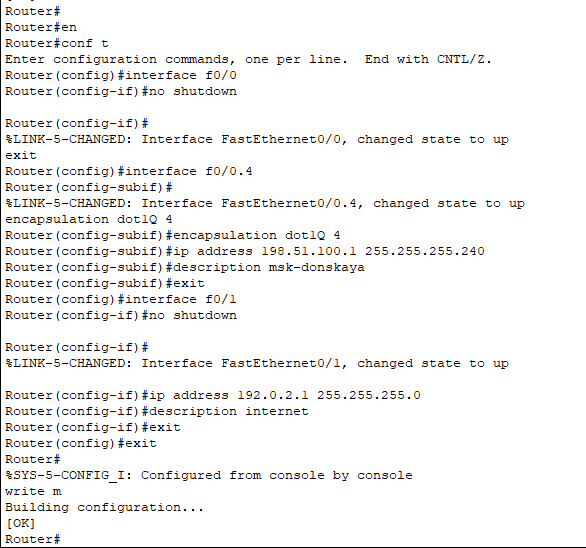 Router#
Router#en
Router#conf t
Enter configuration commands, one per line.  End with CNTL/Z.
Router(config)#interface f0/0
Router(config-if)#no shutdown

Router(config-if)#
%LINK-5-CHANGED: Interface FastEthernet0/0, changed state to up
exit
Router(config)#interface f0/0.4
Router(config-subif)#
%LINK-5-CHANGED: Interface FastEthernet0/0.4, changed state to up
encapsulation dot1Q 4
Router(config-subif)#encapsulation dot1Q 4
Router(config-subif)#ip address 198.51.100.1 255.255.255.240
Router(config-subif)#description msk-donskaya
Router(config-subif)#exit
Router(config)#interface f0/1
Router(config-if)#no shutdown

Router(config-if)#
%LINK-5-CHANGED: Interface FastEthernet0/1, changed state to up

Router(config-if)#ip address 192.0.2.1 255.255.255.0
Router(config-if)#description internet
Router(config-if)#exit
Router(config)#exit
Router#
%SYS-5-CONFIG_I: Configured from console by console
write m
Building configuration...
[OK]
Router#